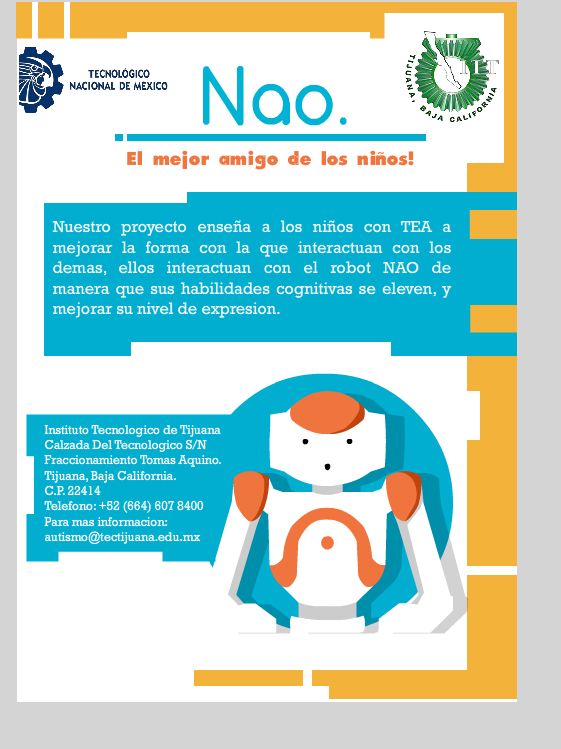 TECNOLÓGICO
NACIONAL DE MÉXICO
Nao.
TIJUANA, BAJA CALIFORNIA
El mejor amigo de los niños!
Nuestro proyecto enseña a los niños con TEA a
mejorar la forma con la que interactuan con los
demas, ellos interactuan con el robot NAO de
manera que sus habilidades cognitivas se eleven, y
mejorar su nivel de expresion.
Instituto Tecnologico de Tijuana
Calzada Del Tecnologico S/N
Fraccionamiento Tomas Aquino.
Tijuana, Baja California.
C.P. 22414
Telefono: +52 (664) 607 8400
Para mas informacion:
autismo@tectijuana.edu.mx